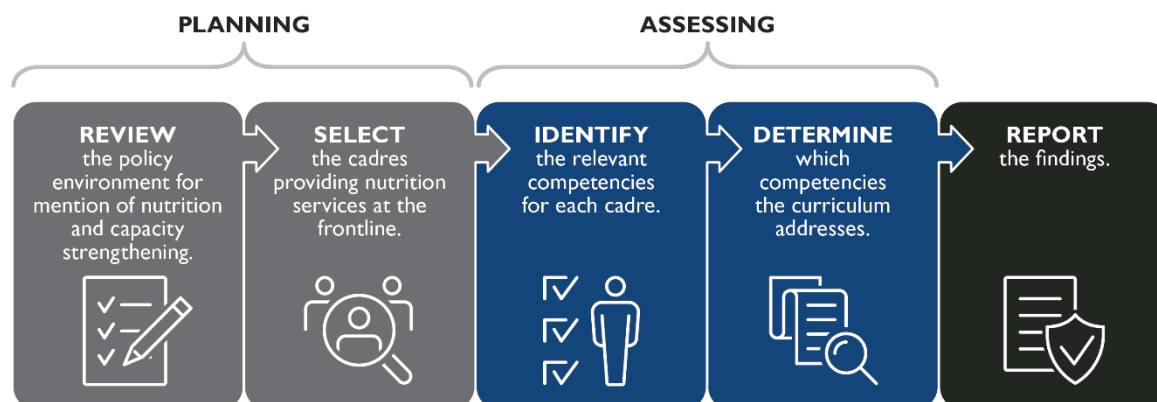 PLANNING
ASSESSING
REVIEW
the policy
environment for
mention of nutrition
and capacity
strengthening.
SELECT
the cadres
providing nutrition
services at the
frontline.
IDENTIFY
the relevant
competencies
for each cadre.
DETERMINE
which
competencies
the curriculum
addresses.
REPORT
the findings.